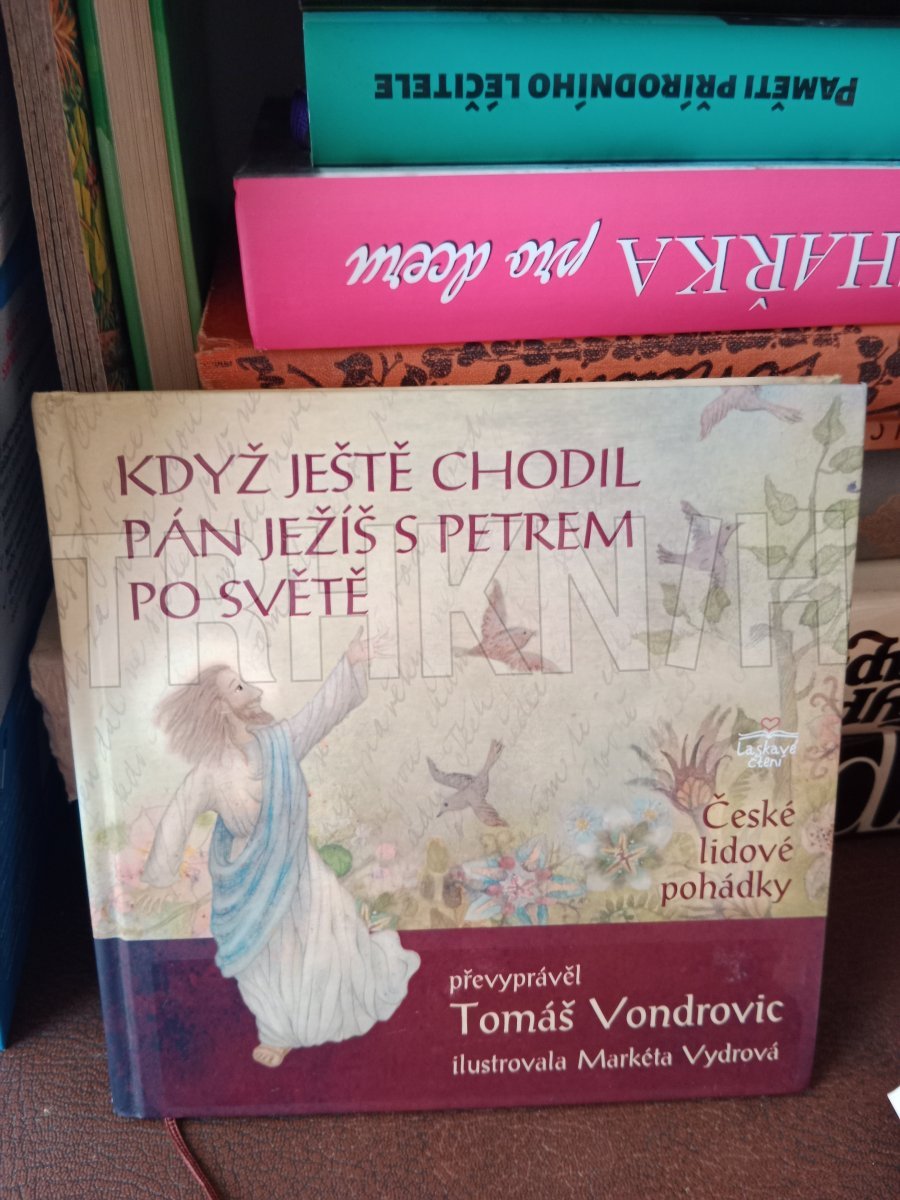 PAMĚTI PŘÍRODNÍHO LÉČITELE
HAŘKA pro dceru
KDYŽ JEŠTĚ CHODIL
PÁN JEŽÍŠ S PETREM
PO SVĚTĚ
TRHKNIH
Laskavé
čtení
České
lidové
pohádky
převyprávěl
Tomáš Vondrovic
ilustrovala Markéta Vydrová